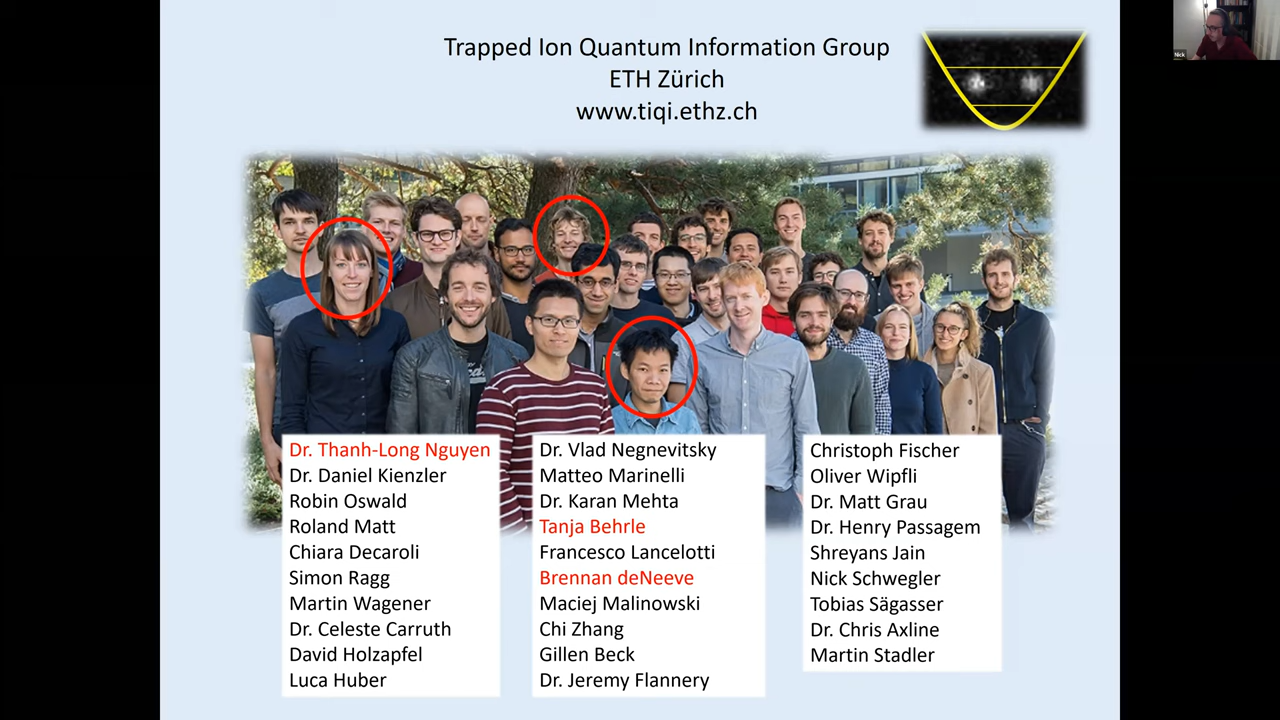 Trapped Ion Quantum Information Group
ETH Zürich
www.tiqi.ethz.ch
Nick
Dr. Thanh-Long Nguyen
Dr. Daniel Kienzler
Robin Oswald
Roland Matt
Chiara Decaroli
Simon Ragg
Martin Wagener
Dr. Celeste Carruth
David Holzapfel
Luca Huber
Dr. Vlad Negnevitsky
Matteo Marinelli
Dr. Karan Mehta
Tanja Behrle
Francesco Lancelotti
Brennan deNeeve
Maciej Malinowski
Chi Zhang
Gillen Beck
Dr. Jeremy Flannery
Christoph Fischer
Oliver Wipfli
Dr. Matt Grau
Dr. Henry Passagem
Shreyans Jain
Nick Schwegler
Tobias Sägasser
Dr. Chris Axline
Martin Stadler